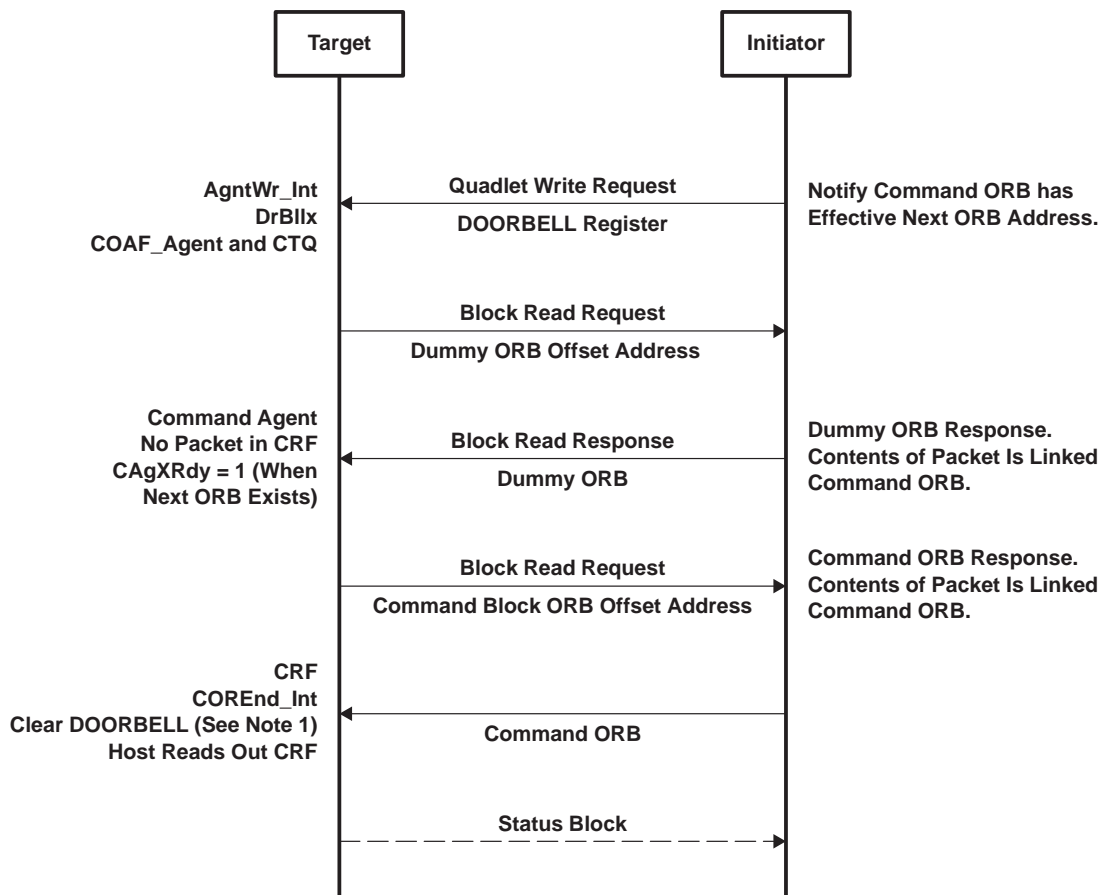 Target
Initiator
AgntWr_Int
DrBllx
COAF_Agent and CTQ
Quadlet Write Request
DOORBELL Register
Notify Command ORB has
Effective Next ORB Address.
Block Read Request
Dummy ORB Offset Address
Command Agent
No Packet in CRF
CAgXRdy = 1 (When
Next ORB Exists)
Block Read Response
Dummy ORB
Dummy ORB Response.
Contents of Packet Is Linked
Command ORB.
Block Read Request
Command Block ORB Offset Address
Command ORB Response.
Contents of Packet Is Linked
Command ORB.
CRF
COREnd_Int
Clear DOORBELL (See Note 1)
Host Reads Out CRF
Command ORB
Status Block